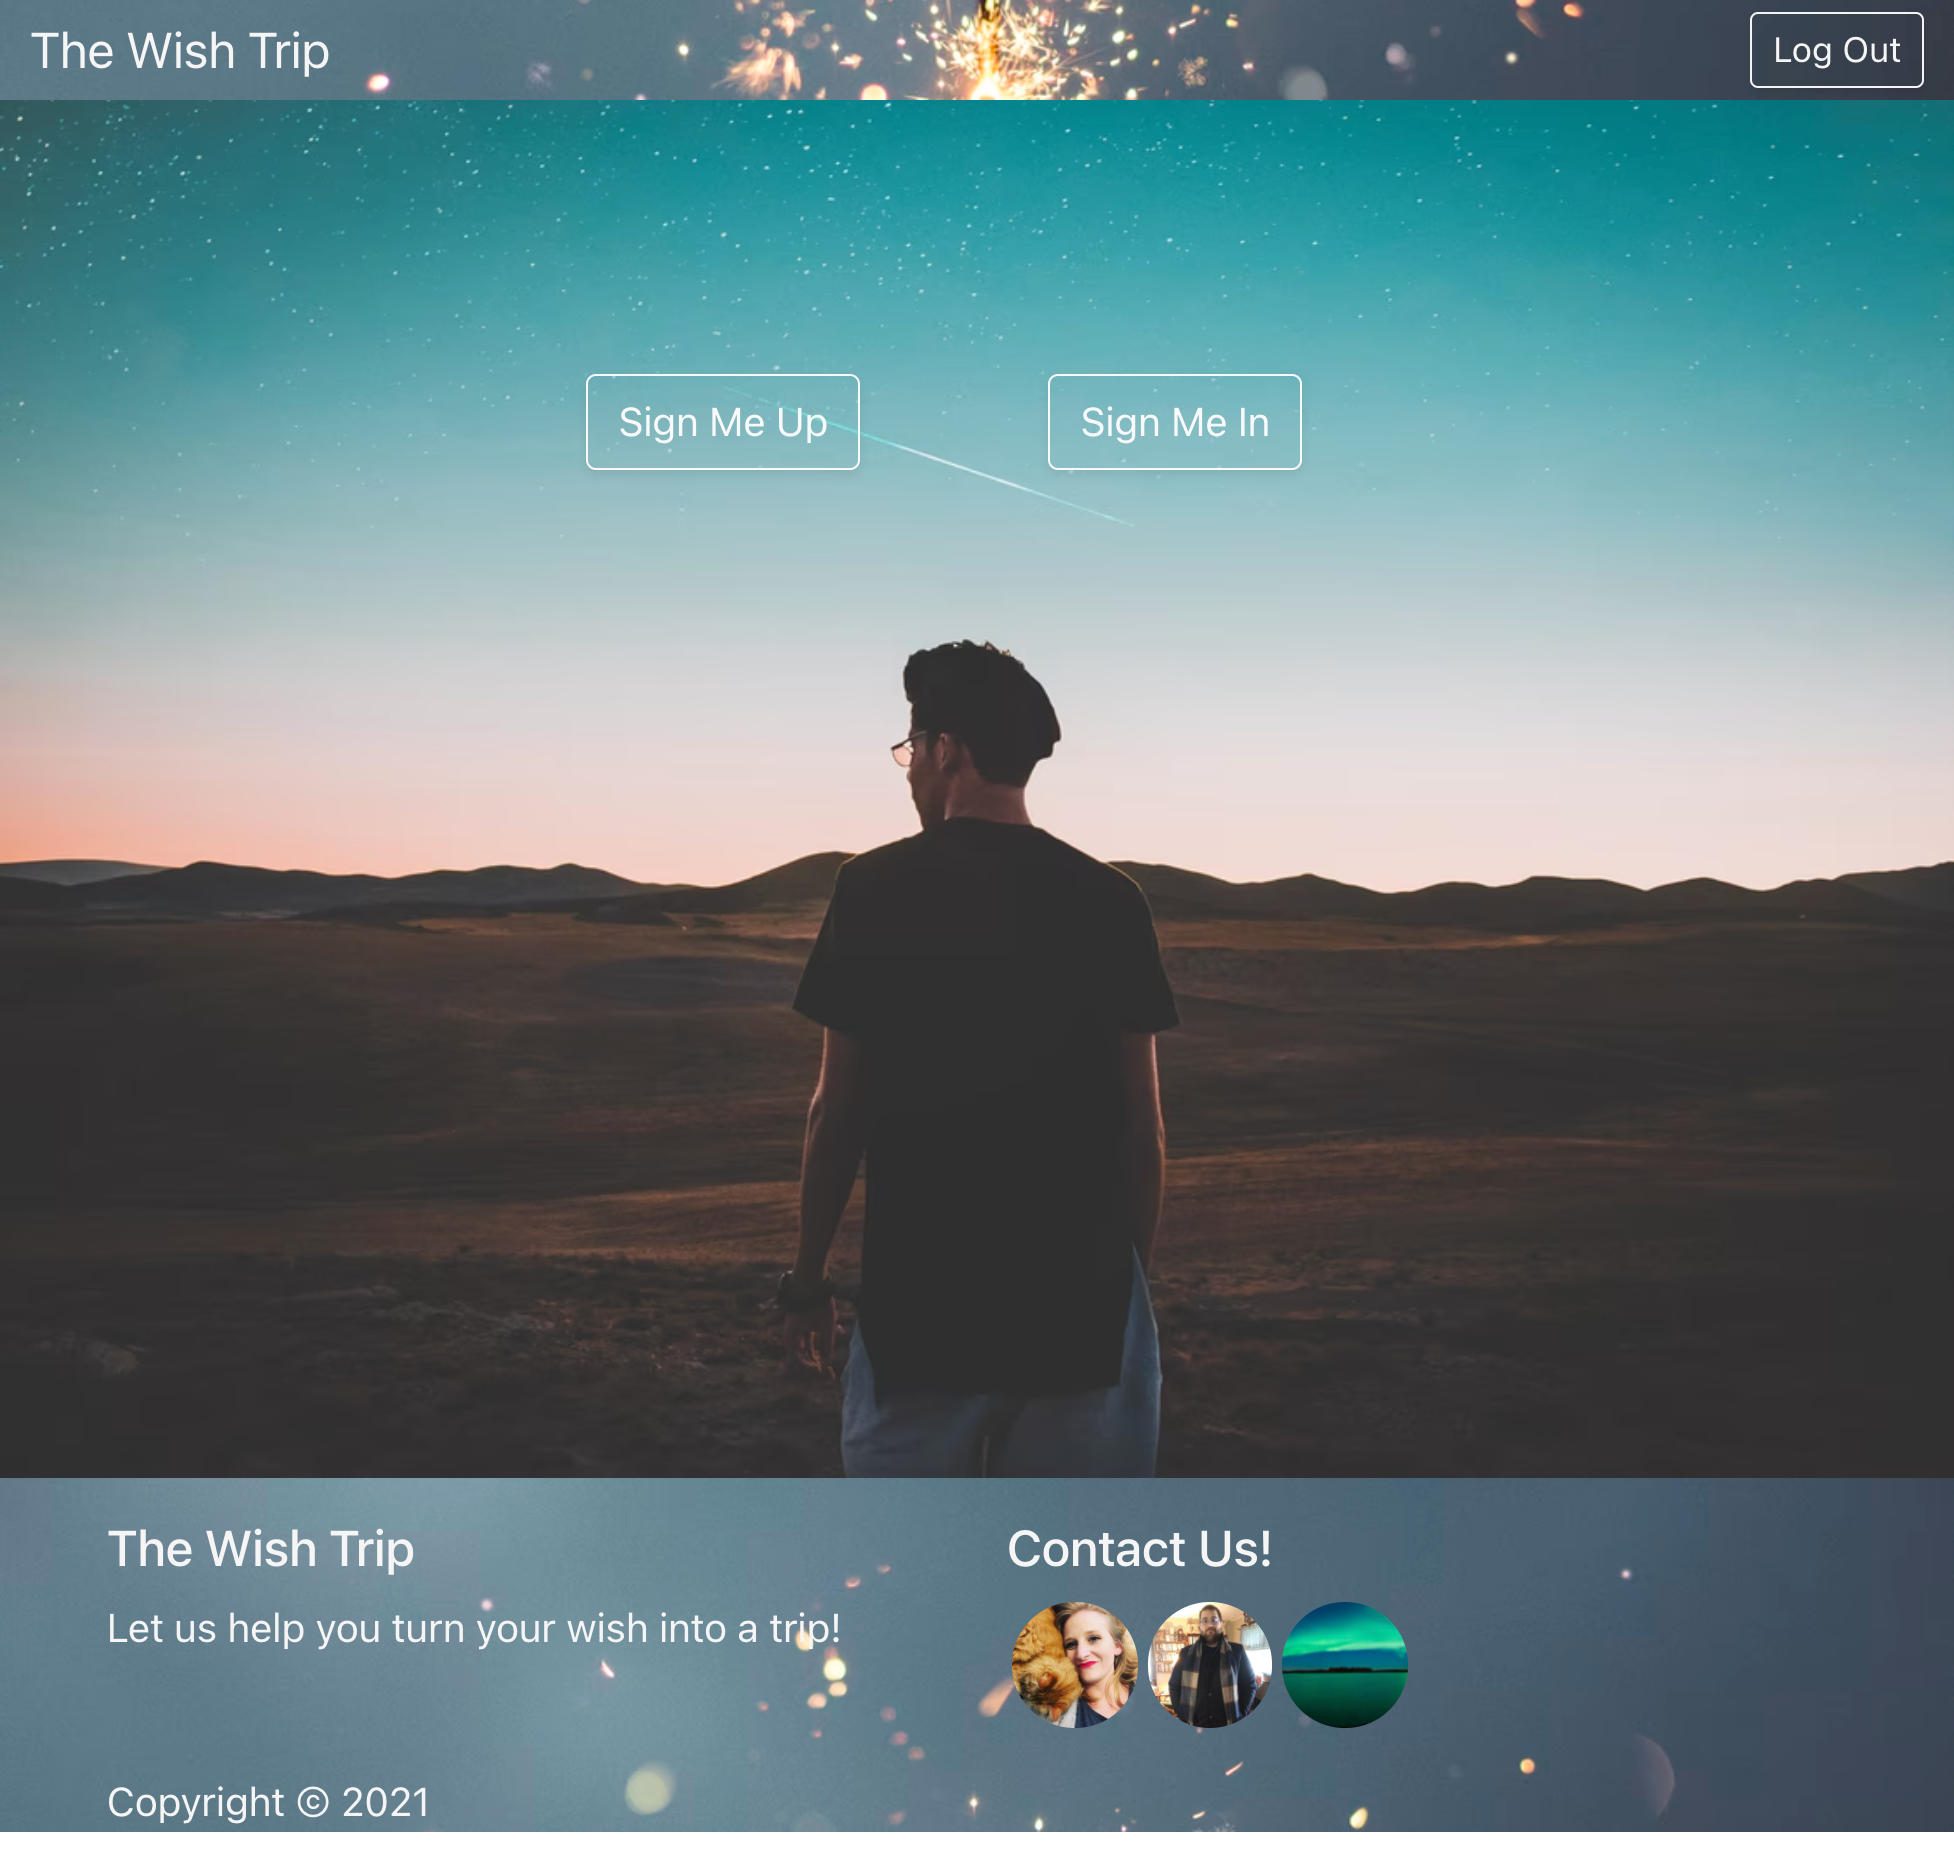 The Wish Trip
Log Out
Sign Me Up
Sign Me In
The Wish Trip
Let us help you turn your wish into a trip!
Contact Us!
Copyright © 2021